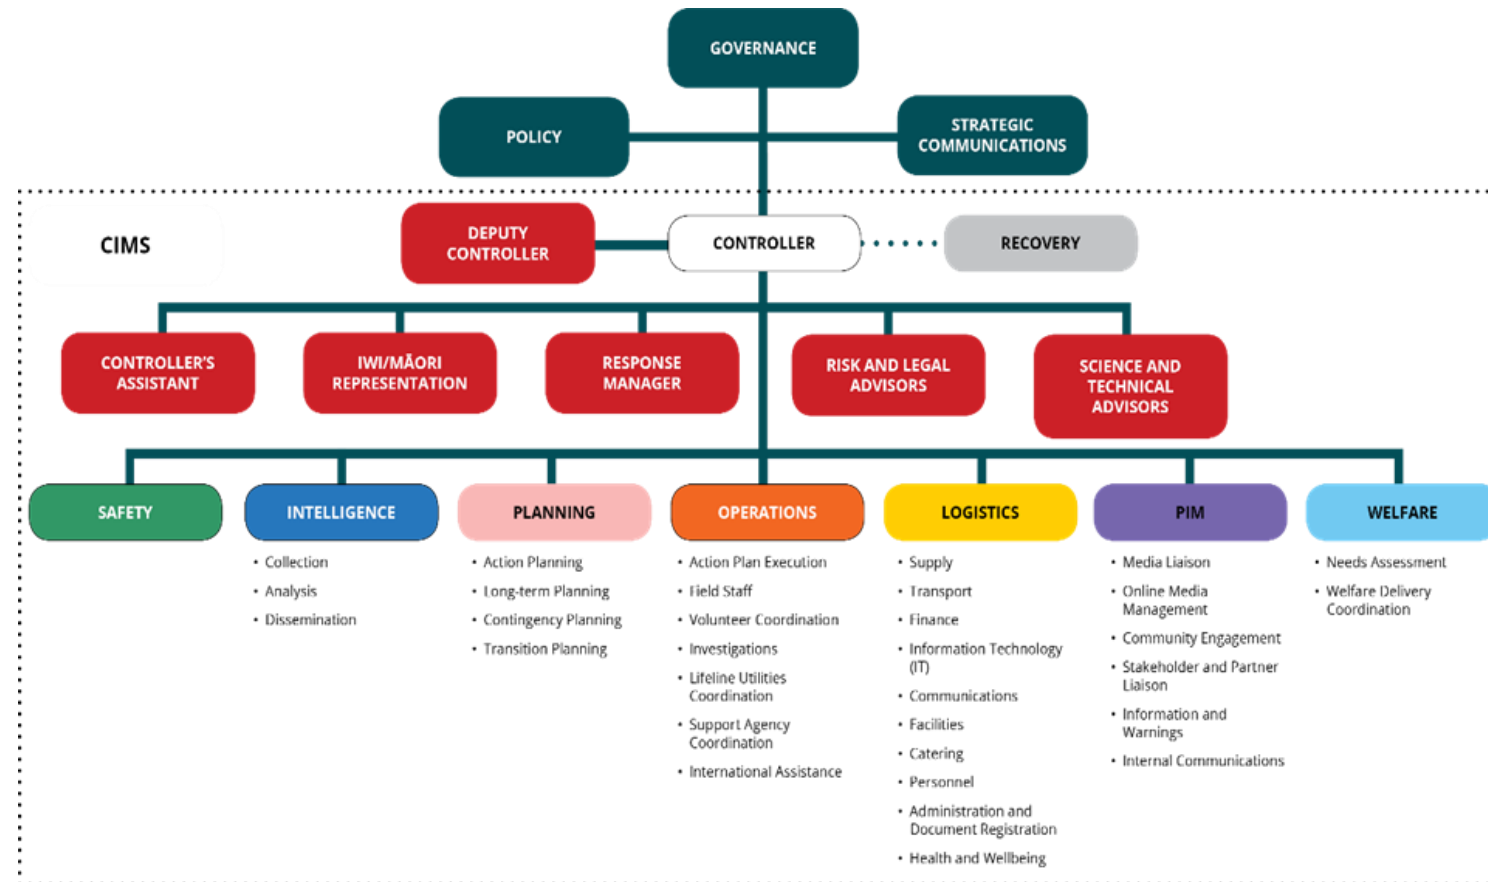 GOVERNANCE
POLICY
STRATEGIC
COMMUNICATIONS
CIMS
DEPUTY
CONTROLLER
CONTROLLER
RECOVERY
CONTROLLER'S
ASSISTANT
IWI/MĀORI
REPRESENTATION
RESPONSE
MANAGER
RISK AND LEGAL
ADVISORS
SCIENCE AND
TECHNICAL
ADVISORS
SAFETY
INTELLIGENCE
• Collection
• Analysis
• Dissemination
PLANNING
• Action Planning
• Long-term Planning
• Contingency Planning
• Transition Planning
OPERATIONS
• Action Plan Execution
• Field Staff
• Volunteer Coordination
• Investigations
• Lifeline Utilities
Coordination
• Support Agency
Coordination
• International Assistance
LOGISTICS
• Supply
• Transport
• Finance
• Information Technology
(IT)
• Communications
• Facilities
• Catering
• Personnel
• Administration and
Document Registration
• Health and Wellbeing
PIM
• Media Liaison
• Online Media
Management
• Community Engagement
• Stakeholder and Partner
Liaison
• Information and
Warnings
• Internal Communications
WELFARE
• Needs Assessment
• Welfare Delivery
Coordination